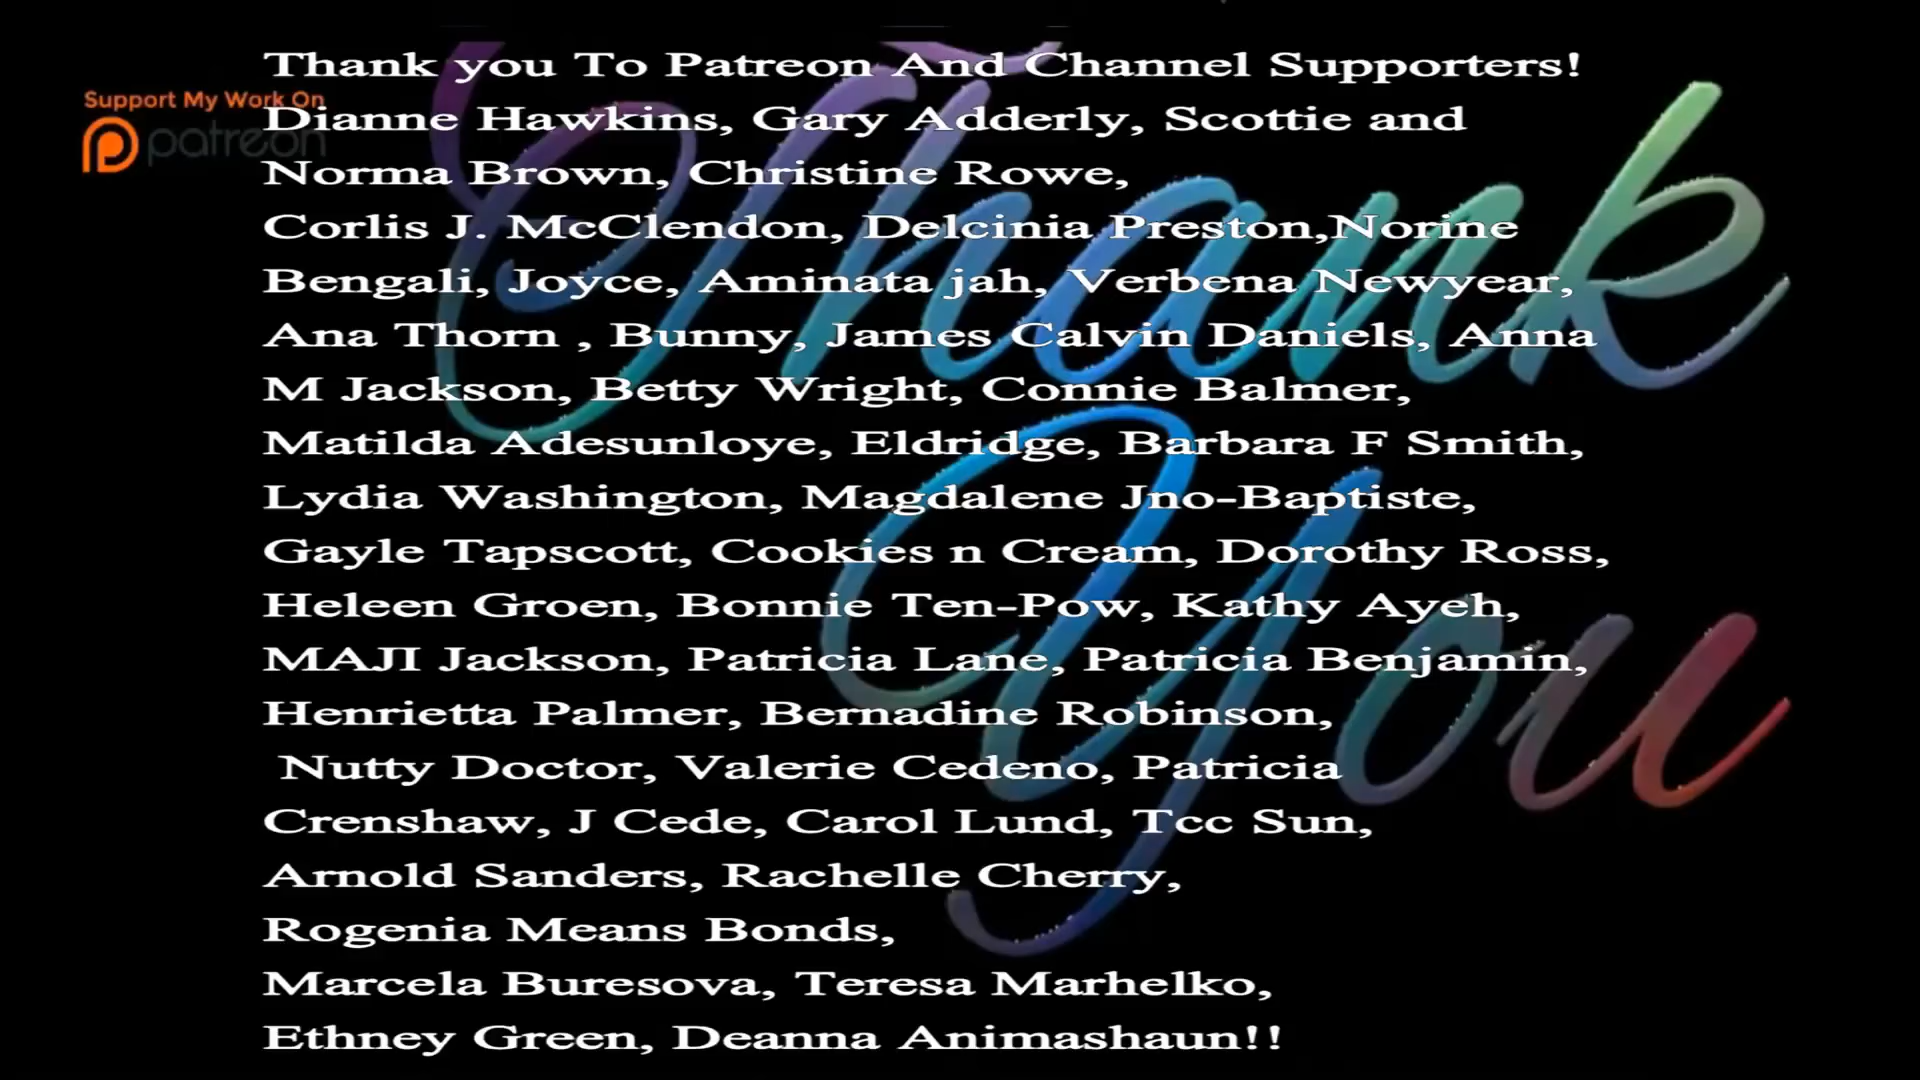 Thank you To Patreon And Channel Supporters!
Support My Work On
patreon
Dianne Hawkins, Gary Adderly, Scottie and
Norma Brown, Christine Rowe,
Corlis J. McClendon, Delcinia Preston,Norine
Bengali, Joyce, Aminata jah, Verbena Newyear,
Ana Thorn , Bunny, James Calvin Daniels, Anna
M Jackson, Betty Wright, Connie Balmer,
Matilda Adesunloye, Eldridge, Barbara F Smith,
Lydia Washington, Magdalene Jno-Baptiste,
Gayle Tapscott, Cookies n Cream, Dorothy Ross,
Heleen Groen, Bonnie Ten-Pow, Kathy Ayeh,
MAJI Jackson, Patricia Lane, Patricia Benjamin,
Henrietta Palmer, Bernadine Robinson,
Nutty Doctor, Valerie Cedeno, Patricia
Crenshaw, J Cede, Carol Lund, Tcc Sun,
Arnold Sanders, Rachelle Cherry,
Rogenia Means Bonds,
Marcela Buresova, Teresa Marhelko,
Ethney Green, Deanna Animashaun!!
Thank
You